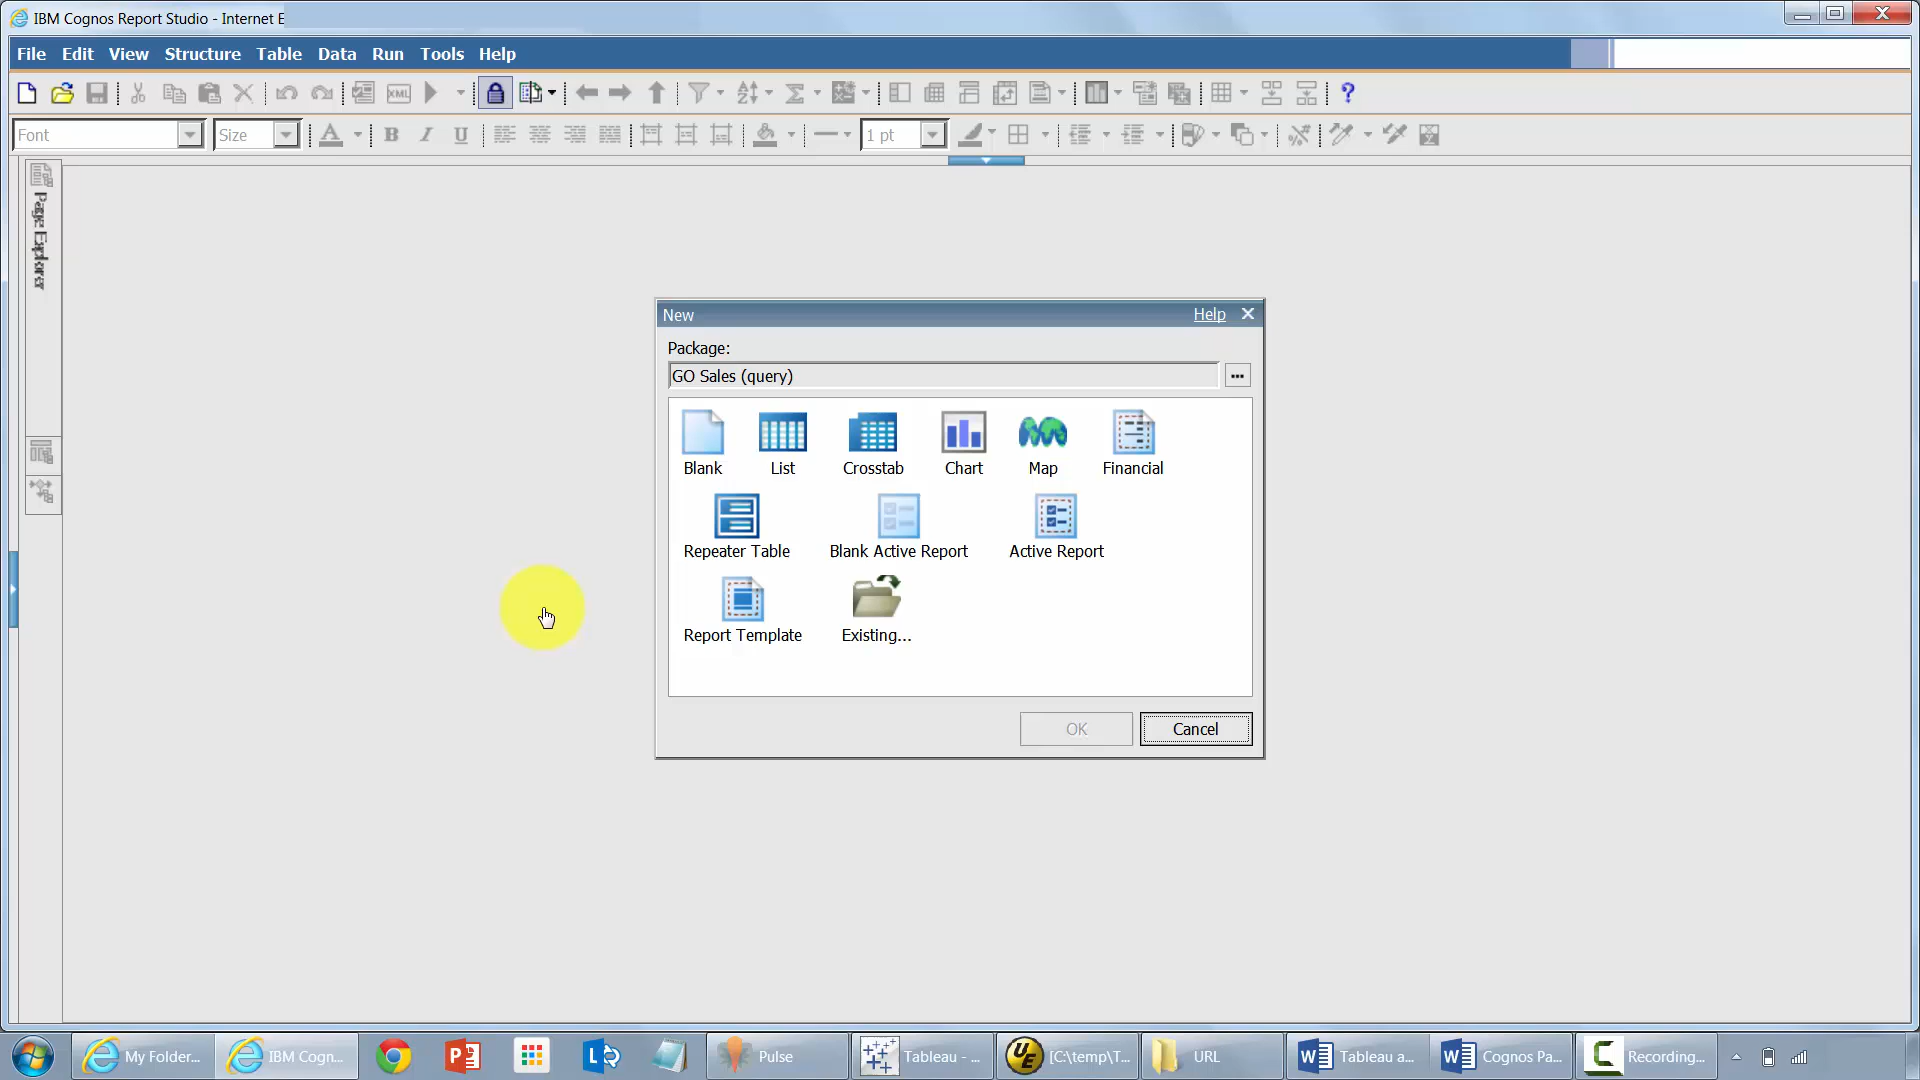 IBM Cognos Report Studio - Internet E
File Edit View Structure Table Data Run Tools Help
XML
Font Size A B I U 1 pt
Page Explorer
New Help
Package:
GO Sales (query)
Blank List Crosstab Chart Map Financial
Repeater Table Blank Active Report Active Report
Report Template Existing...
OK Cancel
My Folder... IBM Cogn... Pulse Tableau - ... [C:\temp\T... URL Tableau a... Cognos Pa... Recording...